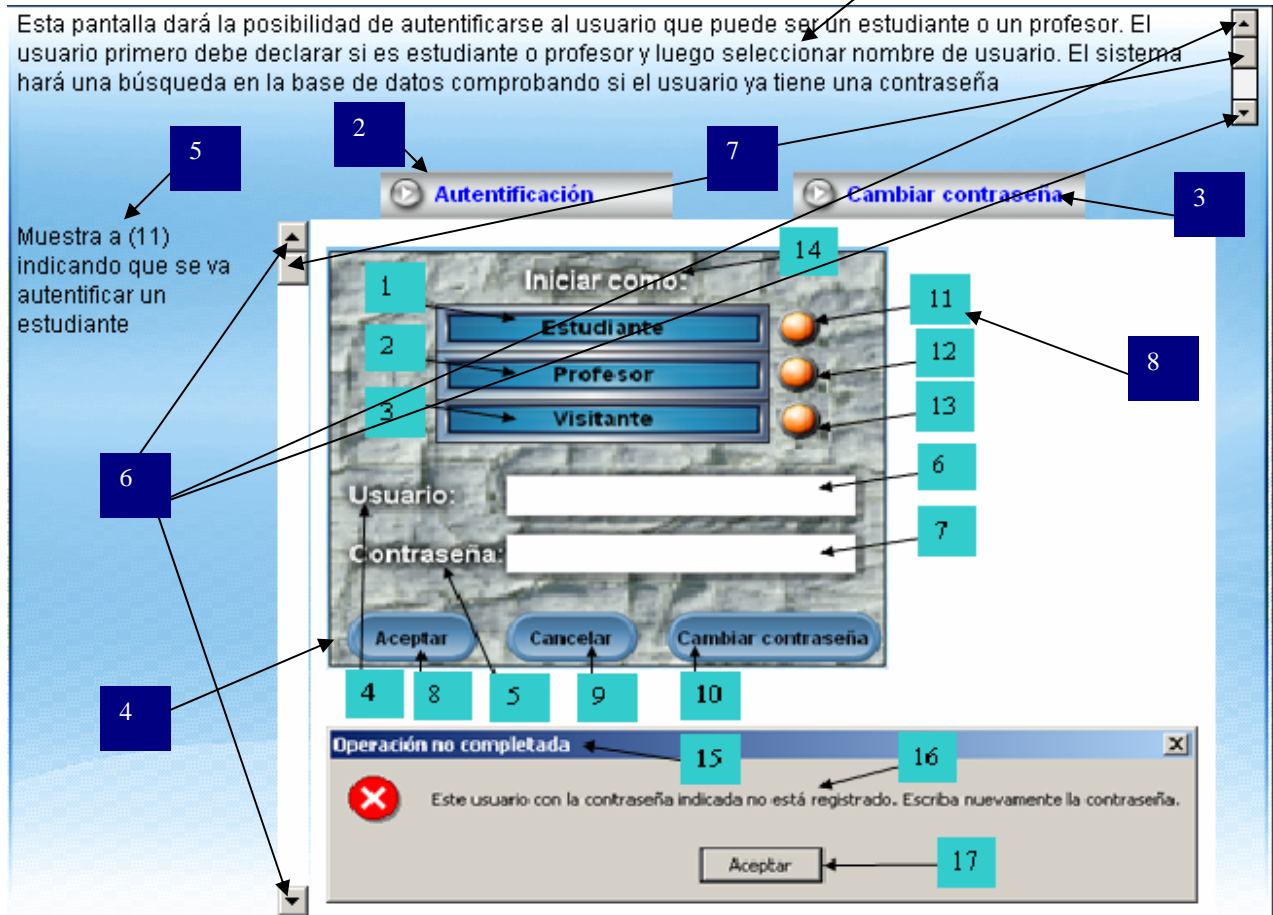 Esta pantalla dará la posibilidad de autentificarse al usuario que puede ser un estudiante o un profesor. El
usuario primero debe declarar si es estudiante o profesor y luego seleccionar nombre de usuario. El sistema
hará una búsqueda en la base de datos comprobando si el usuario ya tiene una contraseña
2
5
7
Autentificación
Cambiar contraseña
3
Muestra a (11)
indicando que se va
autentificar un
estudiante
14
Iniciar como:
1
Estudiante
11
2
Profesor
12
8
3
Visitante
13
6
Usuario:
6
Contraseña:
7
Aceptar
Cancelar
Cambiar contraseña
4
4
8
5
9
10
Operación no completada
15
16
Este usuario con la contraseña indicada no está registrado. Escriba nuevamente la contraseña.
Aceptar
17